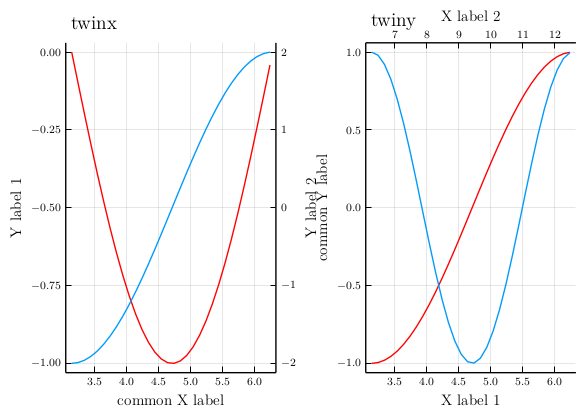 twinx
0.00
−0.25
−0.50
−0.75
−1.00
Y label 1
3.5 4.0 4.5 5.0 5.5 6.0
common X label
2
1
0
−1
−2
Y label 2
twiny
X label 2
7 8 9 10 11 12
common Y label
1.0
0.5
0.0
−0.5
−1.0
3.5 4.0 4.5 5.0 5.5 6.0
X label 1